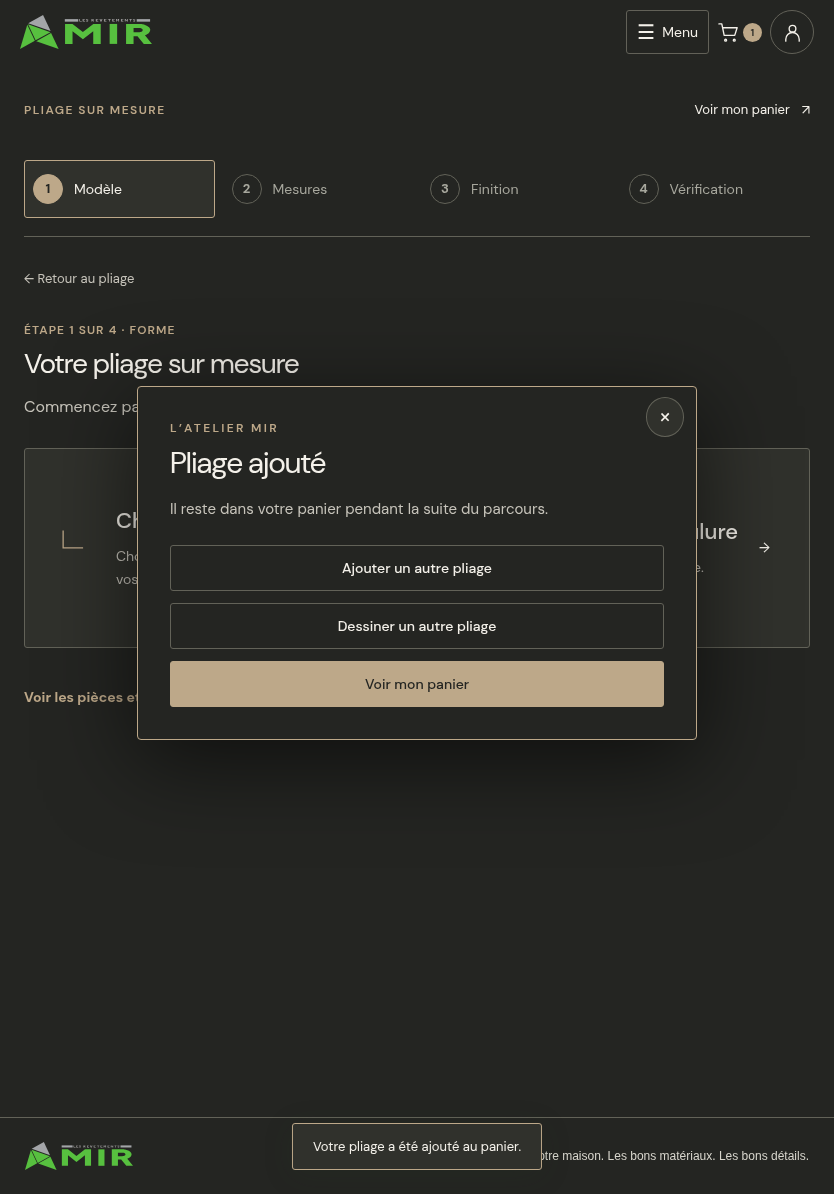 LES REVÊTEMENTS
MIR
Menu
1
PLIAGE SUR MESURE
Voir mon panier
1 Modèle
2 Mesures
3 Finition
4 Vérification
← Retour au pliage
ÉTAPE 1 SUR 4 · FORME
Votre pliage sur mesure
Commencez
L'ATELIER MIR
×
Pliage ajouté
Il reste dans votre panier pendant la suite du parcours.
Ajouter un autre pliage
Dessiner un autre pliage
Voir mon panier
→
vos
Voir les pièces
LES REVÊTEMENTS
MIR
Votre pliage a été ajouté au panier.
maison. Les bons matériaux. Les bons détails.